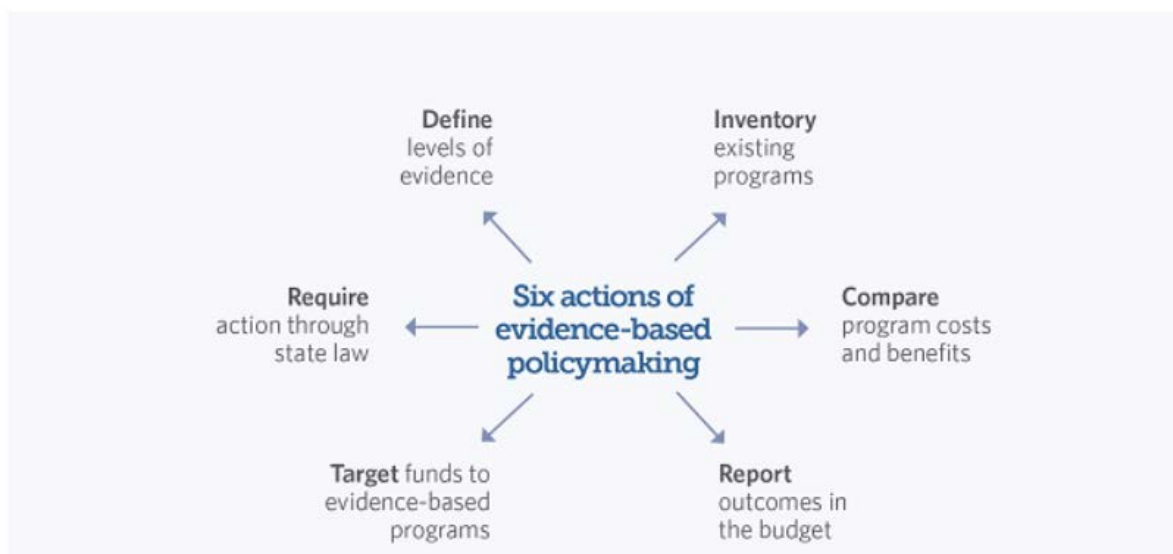 Define
levels of
evidence
Inventory
existing
programs
Require
action through
state law
Six actions of
evidence-based
policymaking
Compare
program costs
and benefits
Target funds to
evidence-based
programs
Report
outcomes in
the budget